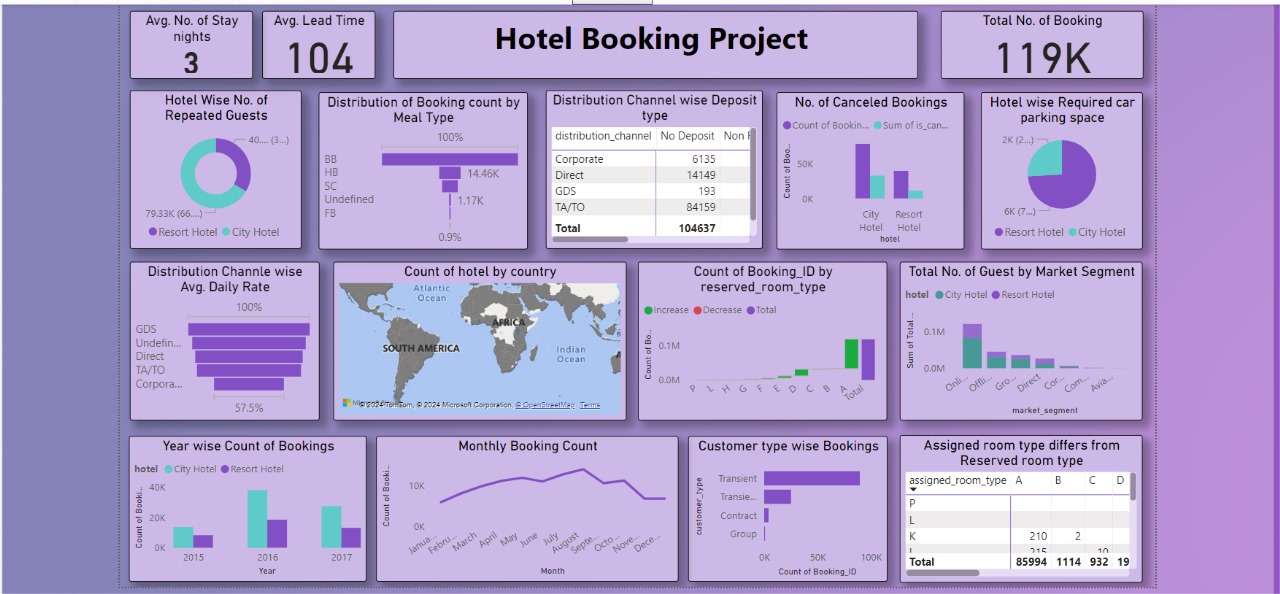 Avg. No. of Stay
nights
3
Avg. Lead Time
104
Hotel Booking Project
Total No. of Booking
119K
Hotel Wise No. of
Repeated Guests
40.... (3...)
79.33K (66....)
Resort Hotel City Hotel
Distribution of Booking count by
Meal Type
100%
BB
HB
14.46K
SC
Undefined
1.17K
FB
0.9%
Distribution Channel wise Deposit
type
distribution_channel No Deposit Non
Corporate 6135
Direct 14149
GDS 193
TA/TO 84159
Total 104637
No. of Canceled Bookings
Count of Bookin... Sum of is_can...
Count of Boo...
50K
0K
City
Hotel
Resort
Hotel
hotel
Hotel wise Required car
parking space
2K (2...)
6K (7...)
Resort Hotel City Hotel
Distribution Channle wise
Avg. Daily Rate
100%
GDS
Undefin...
Direct
TA/TO
Corpora...
57.5%
Count of hotel by country
Atlantic
Ocean
AFRICA
SOUTH AMERICA
Indian
Ocean
© 2024 TomTom, © 2024 Microsoft Corporation, © OpenStreetMap Terms
Count of Booking_ID by
reserved_room_type
Increase Decrease Total
Count of Bo...
0.1M
0.0M
P L H G F E D C B A Total
Total No. of Guest by Market Segment
hotel City Hotel Resort Hotel
Sum of Total...
0.1M
0.0M
Onli... Offli... Gro... Direct Cor... Com... Avia...
market_segment
Year wise Count of Bookings
hotel City Hotel Resort Hotel
Count of Booki...
40K
20K
0K
2015 2016 2017
Year
Monthly Booking Count
Count of Booki...
10K
0K
Janua... Febru... March April May June July August Septe... Octo... Nove... Dece...
Month
Customer type wise Bookings
customer_type
Transient
Transie...
Contract
Group
0K 50K 100K
Count of Booking_ID
Assigned room type differs from
Reserved room type
assigned_room_type A B C D
P
L
K 210 2
Total 85994 1114 932 19